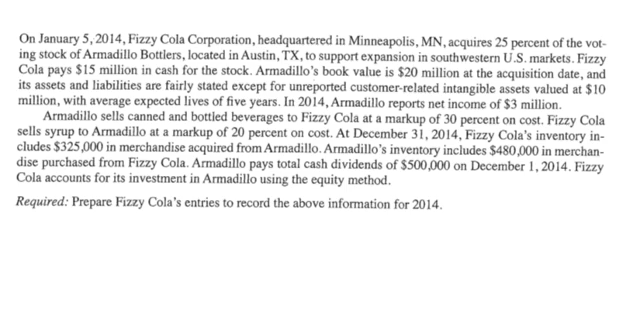 On January 5, 2014, Fizzy Cola Corporation, headquartered in Minneapolis, MN, acquires 25 percent of the vot-
ing stock of Armadillo Bottlers, located in Austin, TX, to support expansion in southwestern U.S. markets. Fizzy
Cola pays $15 million in cash for the stock. Armadillo's book value is $20 million at the acquisition date, and
its assets and liabilities are fairly stated except for unreported customer-related intangible assets valued at $10
million, with average expected lives of five years. In 2014, Armadillo reports net income of $3 million.
Armadillo sells canned and bottled beverages to Fizzy Cola at a markup of 30 percent on cost. Fizzy Cola
sells syrup to Armadillo at a markup of 20 percent on cost. At December 31, 2014, Fizzy Cola's inventory in-
cludes $325,000 in merchandise acquired from Armadillo. Armadillo's inventory includes $480,000 in merchan-
dise purchased from Fizzy Cola. Armadillo pays total cash dividends of $500,000 on December 1, 2014. Fizzy
Cola accounts for its investment in Armadillo using the equity method.
Required: Prepare Fizzy Cola's entries to record the above information for 2014.